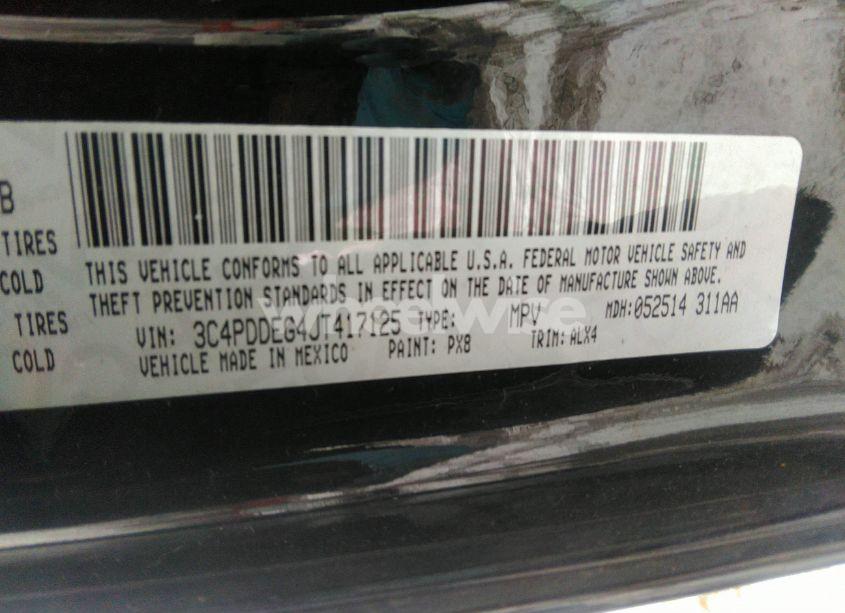 B
TIRES
COLD
TIRES
COLD
THIS VEHICLE CONFORMS TO ALL APPLICABLE U.S.A. FEDERAL MOTOR VEHICLE SAFETY AND
THEFT PREVENTION STANDARDS IN EFFECT ON THE DATE OF MANUFACTURE SHOWN ABOVE.
VIN: 3C4PDDEG4JT417125 TYPE: MPV MDH:052514 311AA
VEHICLE MADE IN MEXICO PAINT: PX8 TRIM: ALX4